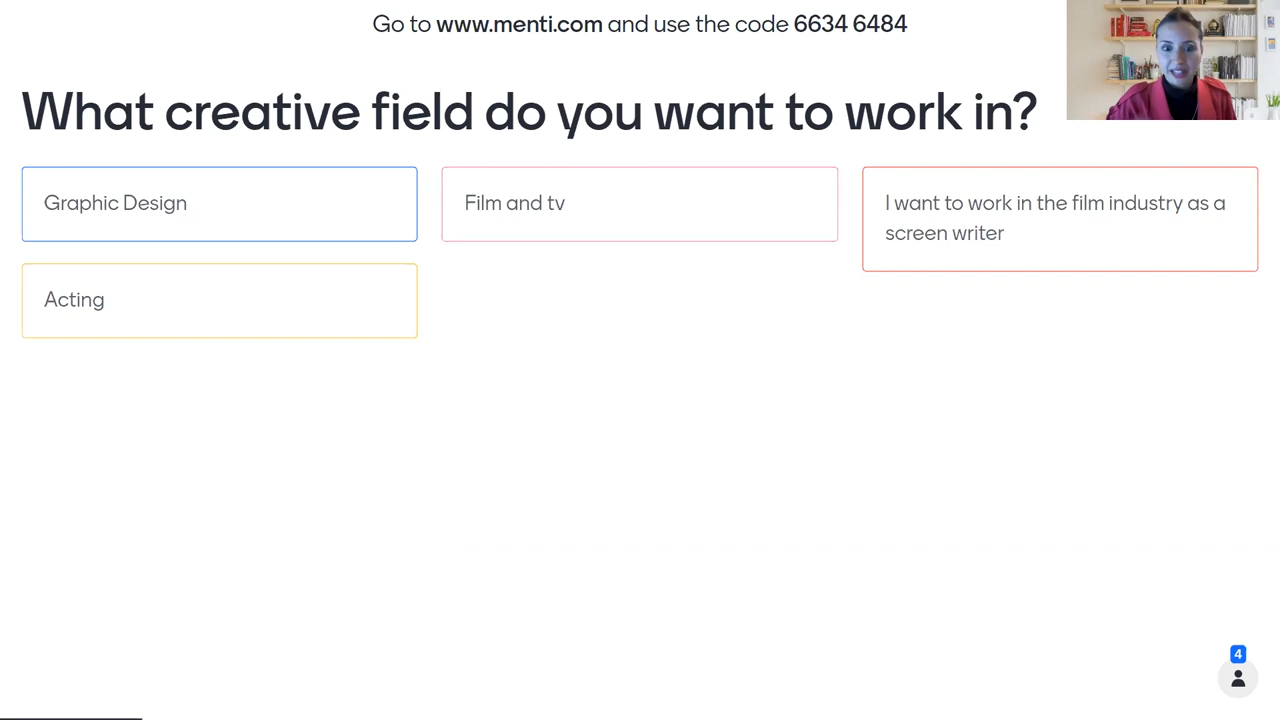 Go to www.menti.com and use the code 6634 6484
What creative field do you want to work in?
Graphic Design
Film and tv
I want to work in the film industry as a
screen writer
Acting
4